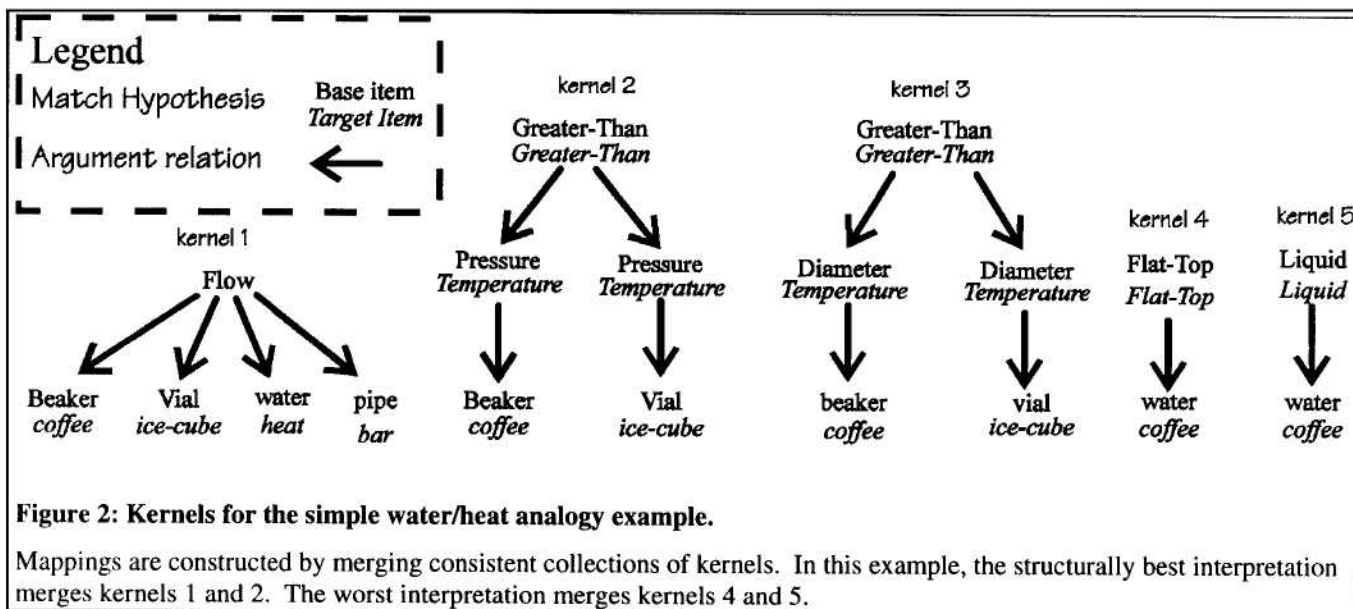 Legend
Match Hypothesis
Base item
Target Item
Argument relation
kernel 1
Flow
Beaker
coffee
Vial
ice-cube
water
heat
pipe
bar
kernel 2
Greater-Than
Greater-Than
Pressure
Temperature
Pressure
Temperature
Beaker
coffee
Vial
ice-cube
kernel 3
Greater-Than
Greater-Than
Diameter
Temperature
Diameter
Temperature
beaker
coffee
vial
ice-cube
kernel 4
Flat-Top
Flat-Top
water
coffee
kernel 5
Liquid
Liquid
water
coffee
Figure 2: Kernels for the simple water/heat analogy example.
Mappings are constructed by merging consistent collections of kernels. In this example, the structurally best interpretation
merges kernels 1 and 2. The worst interpretation merges kernels 4 and 5.